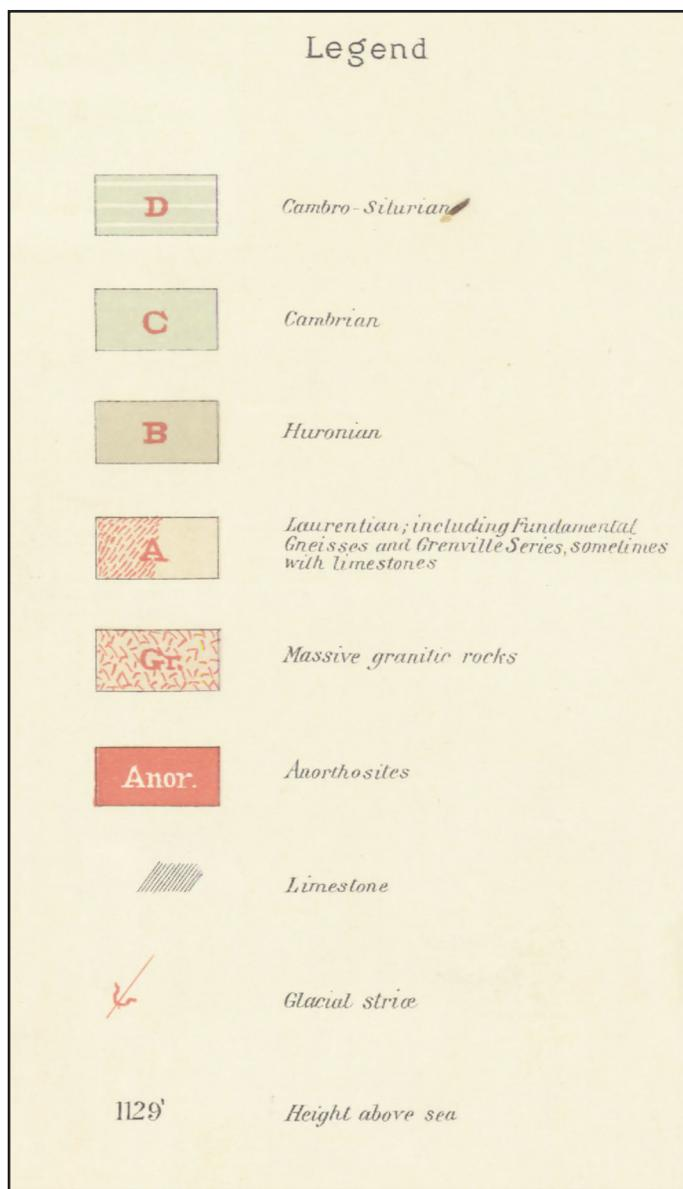 Legend
D Cambro-Silurian
C Cambrian
B Huronian
A Laurentian; including Fundamental
Gneisses and Grenville Series, sometimes
with limestones
Gr. Massive granitic rocks
Anor. Anorthosites
Limestone
Glacial striæ
1129' Height above sea